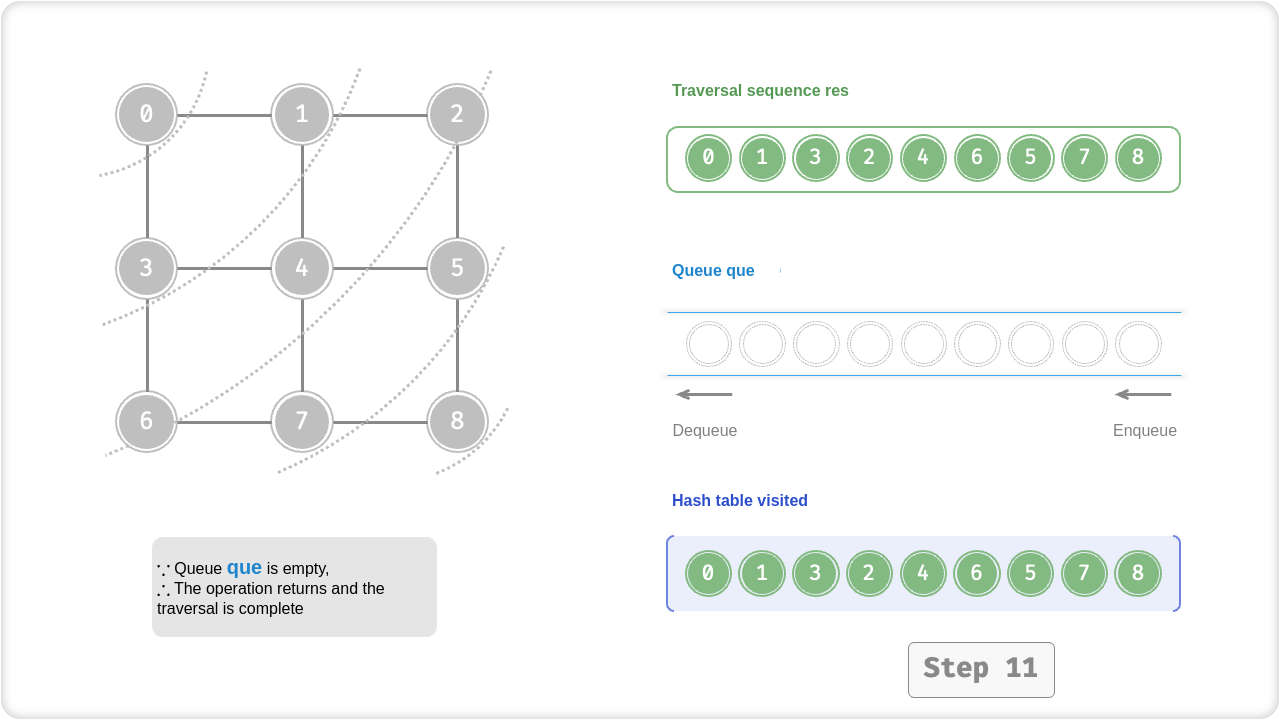 0 1 2
3 4 5
6 7 8
∵ Queue que is empty,
∴ The operation returns and the
traversal is complete
Traversal sequence res
0 1 3 2 4 6 5 7 8
Queue que
Dequeue Enqueue
Hash table visited
0 1 3 2 4 6 5 7 8
Step 11